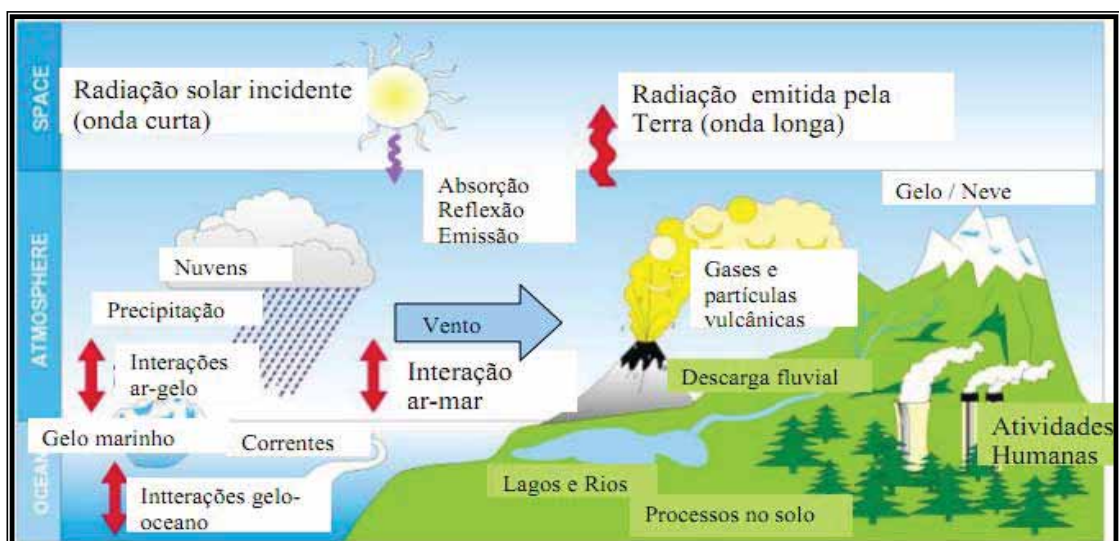 SPACE
Radiação solar incidente
(onda curta)
Radiação emitida pela
Terra (onda longa)
ATMOSPHERE
Absorção
Reflexão
Emissão
Gelo / Neve
Nuvens
Gases e
partículas
vulcânicas
Precipitação
Vento
Interações
ar-gelo
Interação
ar-mar
Descarga fluvial
OCEAN
Gelo marinho
Correntes
Atividades
Humanas
Lagos e Rios
Intterações gelo-
oceano
Processos no solo